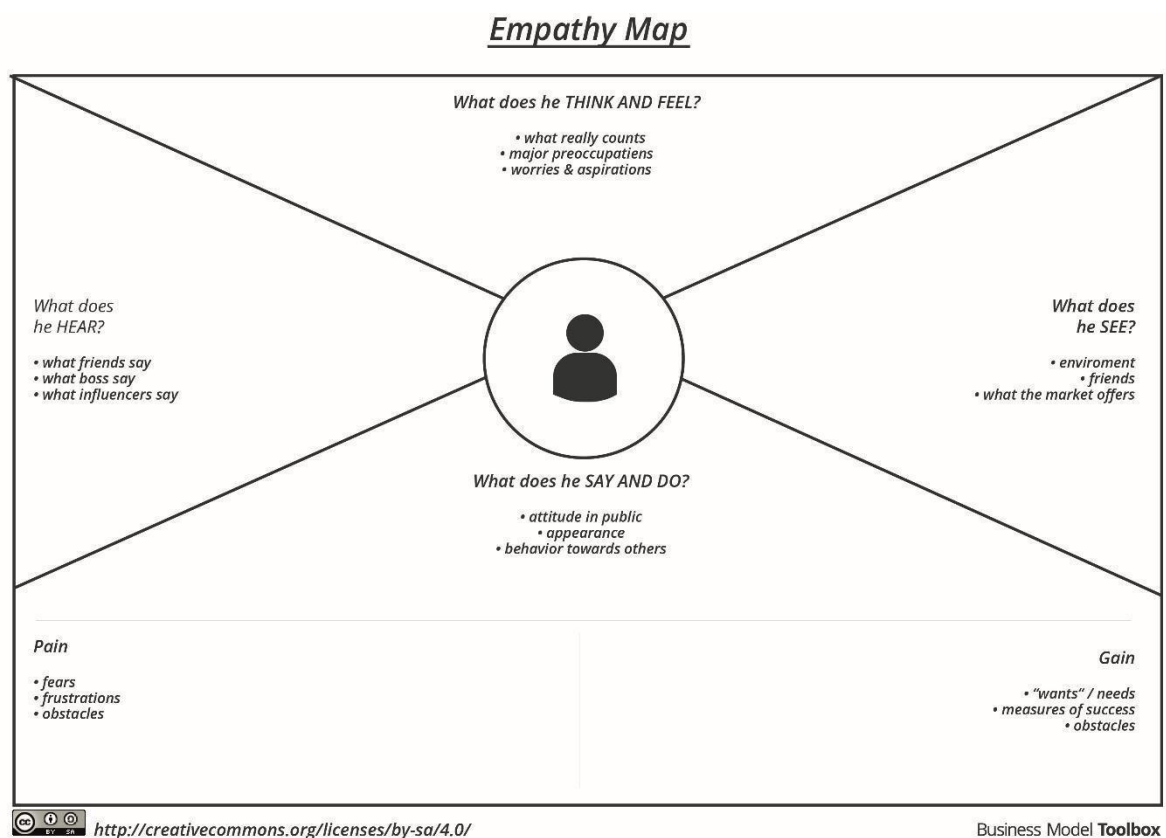 Empathy Map
What does he THINK AND FEEL?
• what really counts
• major preoccupatiens
• worries & aspirations
What does
he HEAR?
• what friends say
• what boss say
• what influencers say
What does
he SEE?
• enviroment
• friends
• what the market offers
What does he SAY AND DO?
• attitude in public
• appearance
• behavior towards others
Pain
• fears
• frustrations
• obstacles
Gain
• “wants“ / needs
• measures of success
• obstacles
cc BY SA
http://creativecommons.org/licenses/by-sa/4.0/
Business Model Toolbox